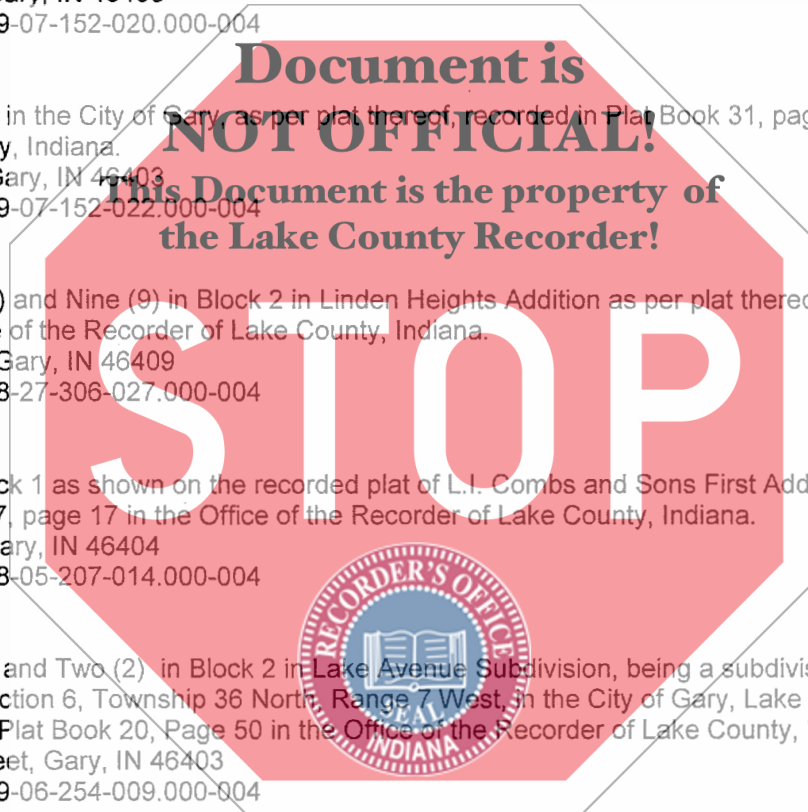 ary, IN 46409
9-07-152-020.000-004
Document is
in the City of Gary, as per plat thereof, recorded in Plat Book 31, pag
NOT OFFICIAL!
y, Indiana.
Gary, IN 46403
This Document is the property of
9-07-152-022.000-004
the Lake County Recorder!
) and Nine (9) in Block 2 in Linden Heights Addition as per plat thereo
of the Recorder of Lake County, Indiana.
Gary, IN 46409
8-27-306-027.000-004
STOP
ck 1 as shown on the recorded plat of L.I. Combs and Sons First Add
7, page 17 in the Office of the Recorder of Lake County, Indiana.
ary, IN 46404
8-05-207-014.000-004
RECORDER'S OFFICE
and Two (2) in Block 2 in Lake Avenue Subdivision, being a subdivis
ction 6, Township 36 North, Range 7 West, in the City of Gary, Lake
SEAL
Plat Book 20, Page 50 in the Office of the Recorder of Lake County,
INDIANA
eet, Gary, IN 46403
9-06-254-009.000-004